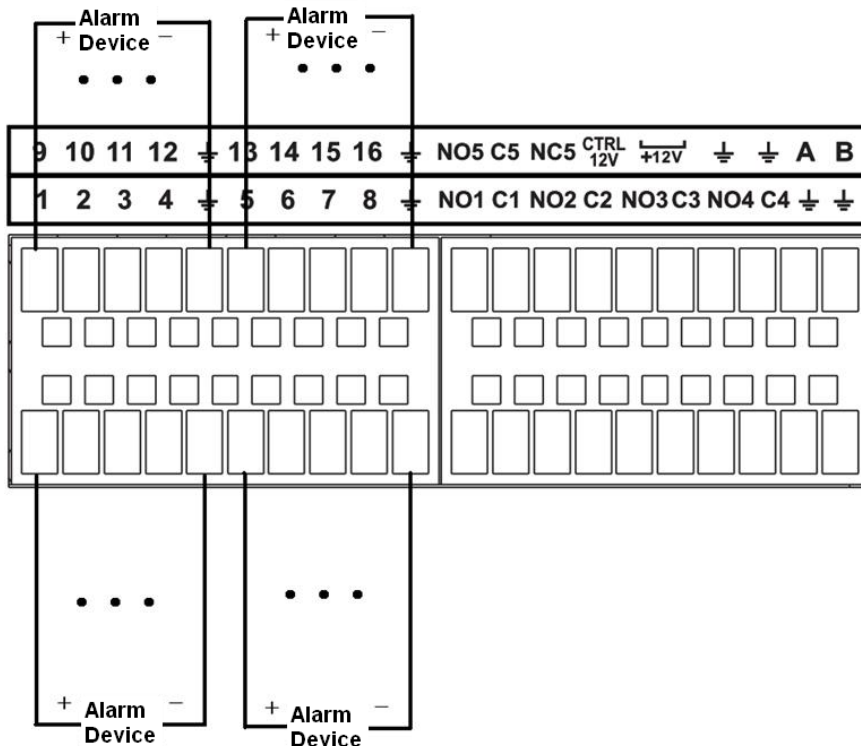 Alarm
+ Device −
Alarm
+ Device −
9 10 11 12 ⏚ 13 14 15 16 ⏚ NO5 C5 NC5 CTRL 12V +12V ⏚ ⏚ A B
1 2 3 4 ⏚ 5 6 7 8 ⏚ NO1 C1 NO2 C2 NO3 C3 NO4 C4 ⏚ ⏚
+ Alarm −
Device
+ Alarm −
Device